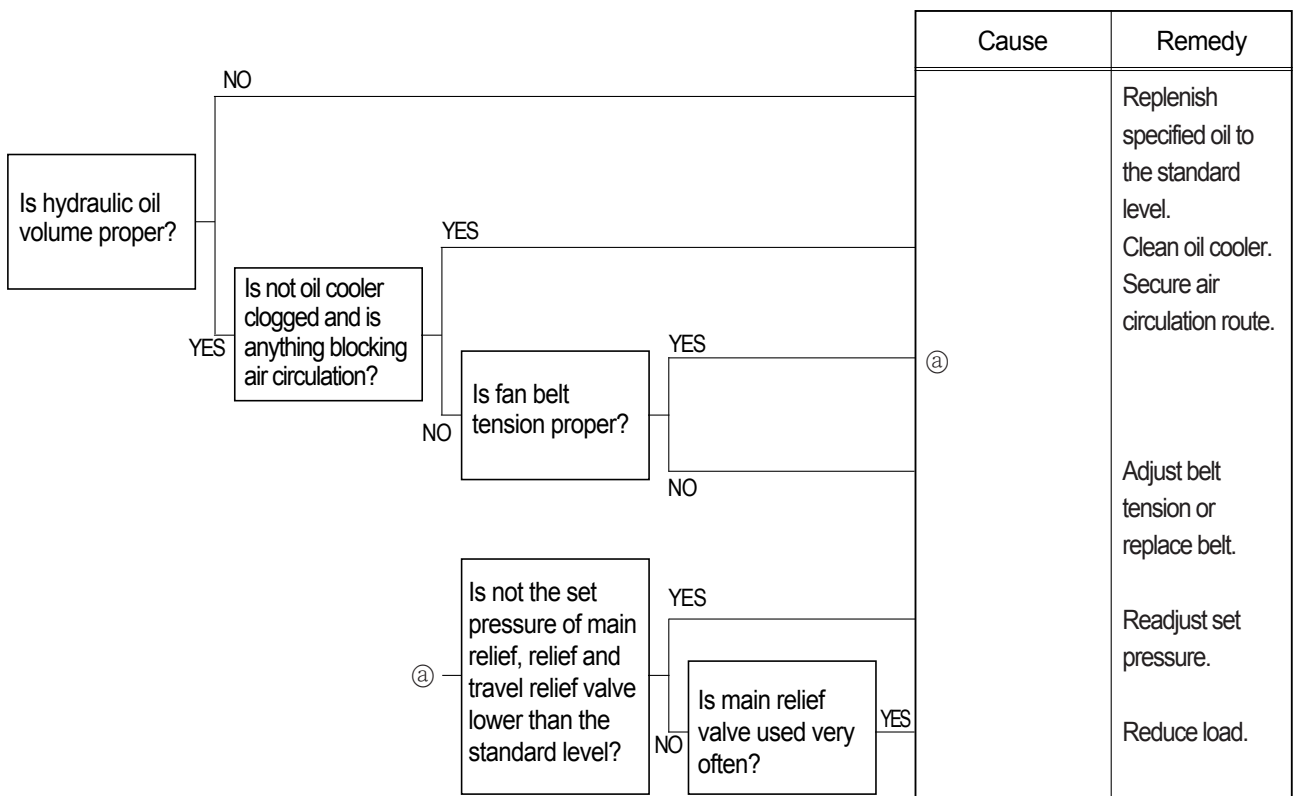 Cause
Remedy
NO
Replenish
specified oil to
the standard
level.
Is hydraulic oil
volume proper?
YES
Clean oil cooler.
Secure air
circulation route.
YES
Is not oil cooler
clogged and is
anything blocking
air circulation?
YES
ⓐ
NO
Is fan belt
tension proper?
NO
Adjust belt
tension or
replace belt.
ⓐ
Is not the set
pressure of main
relief, relief and
travel relief valve
lower than the
standard level?
YES
Readjust set
pressure.
NO
Is main relief
valve used very
often?
YES
Reduce load.